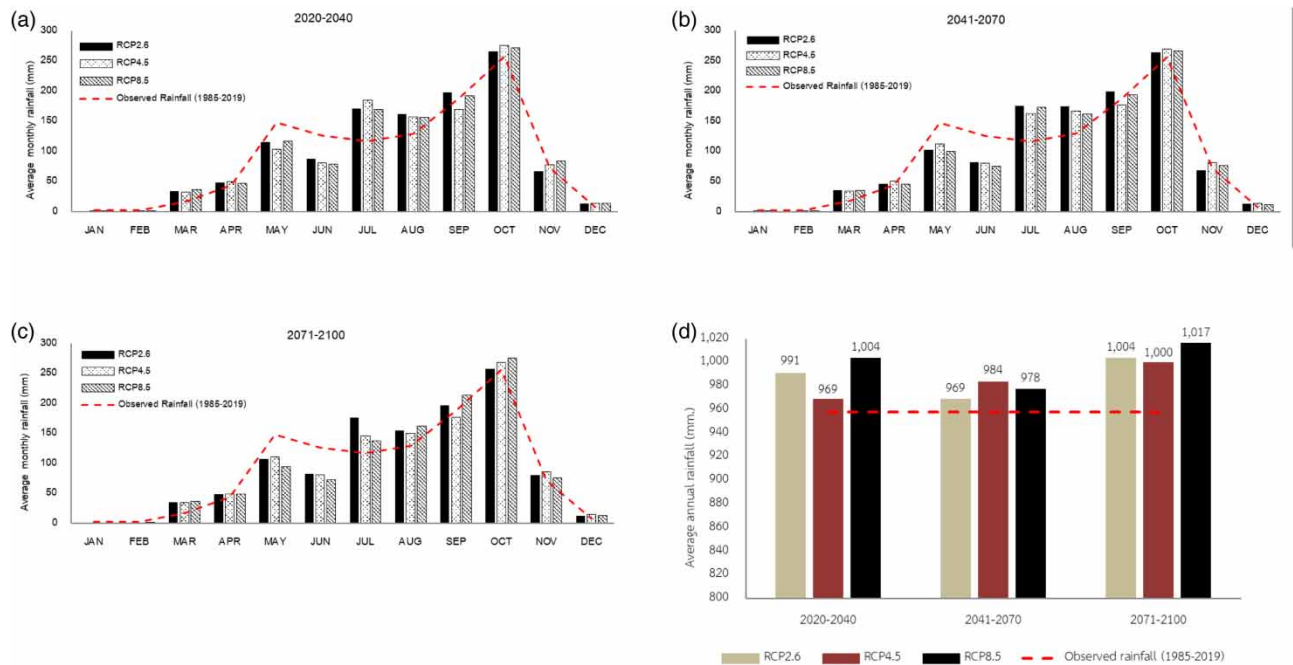 (a)
2020-2040
Average monthly rainfall (mm)
300
250
200
150
100
50
0
RCP2.6
RCP4.5
RCP8.5
Observed Rainfall (1985-2019)
JAN FEB MAR APR MAY JUN JUL AUG SEP OCT NOV DEC
(b)
2041-2070
Average monthly rainfall (mm)
300
250
200
150
100
50
0
RCP2.6
RCP4.5
RCP8.5
Observed Rainfall (1985-2019)
JAN FEB MAR APR MAY JUN JUL AUG SEP OCT NOV DEC
(c)
2071-2100
Average monthly rainfall (mm)
300
250
200
150
100
50
0
RCP2.6
RCP4.5
RCP8.5
Observed Rainfall (1985-2019)
JAN FEB MAR APR MAY JUN JUL AUG SEP OCT NOV DEC
(d)
Average annual rainfall (mm.)
1,020
1,000
980
960
940
920
900
880
860
840
820
800
991 969 1,004 969 984 978 1,004 1,000 1,017
2020-2040 2041-2070 2071-2100
RCP2.6 RCP4.5 RCP8.5 Observed rainfall (1985-2019)